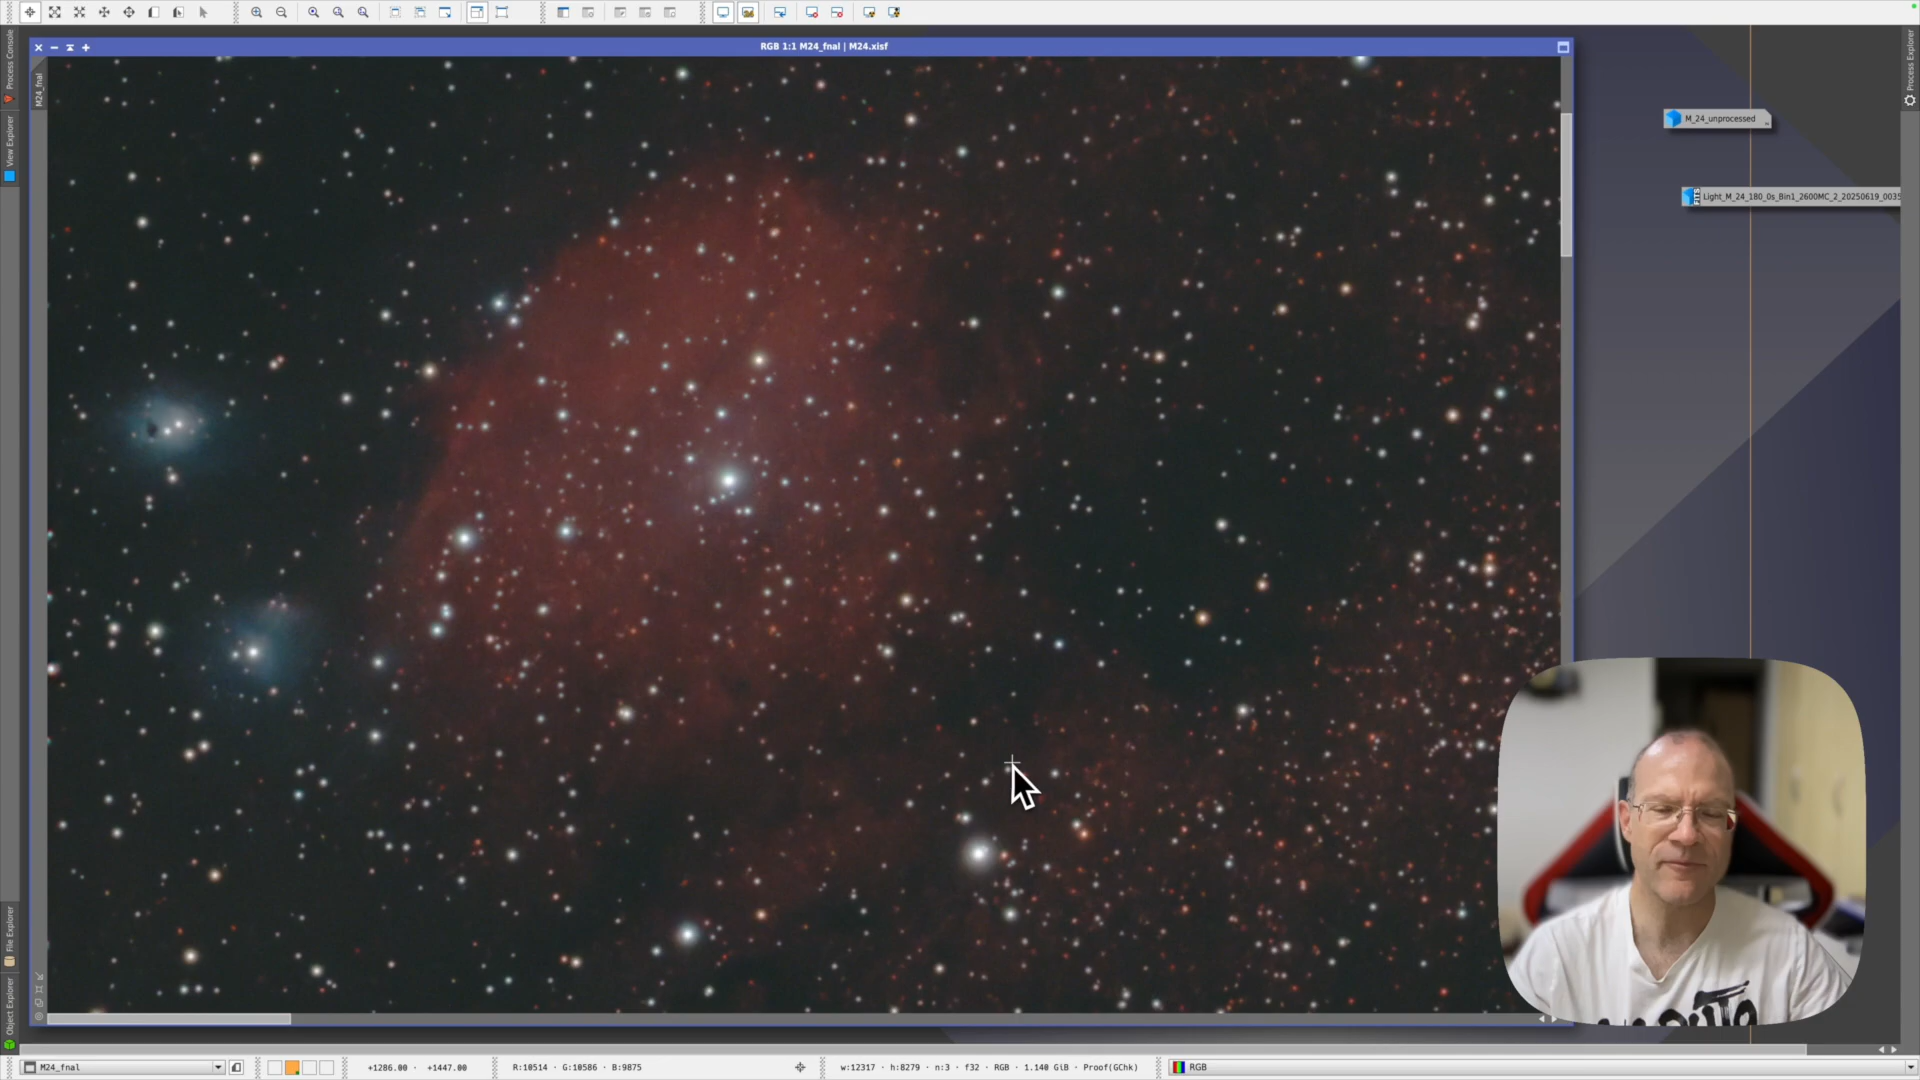 RGB 1:1 M24_fnal | M24.xisf
Process Console
View Explorer
File Explorer
Object Explorer
M24_fnal
Process Explorer
M_24_unprocessed
Light_M_24_180_0s_Bin1_2600MC_2_20250619_0035
M24_fnal
+1286.00 · +1447.00
R:10514 · G:10586 · B:9875
w:12317 · h:8279 · n:3 · f32 · RGB · 1.140 GiB · Proof(GChk)
RGB